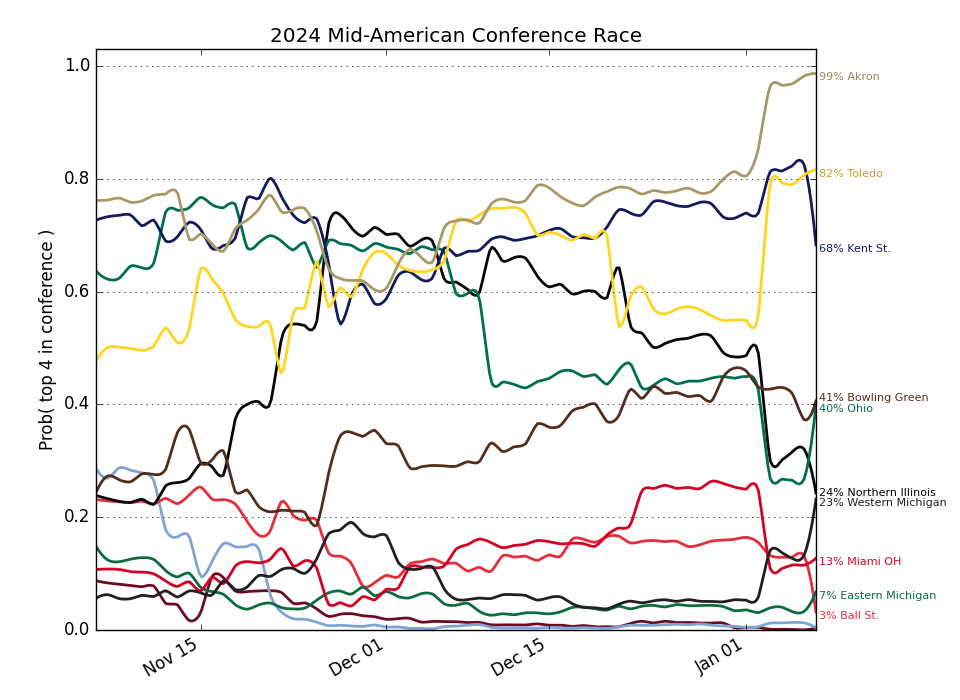 2024 Mid-American Conference Race
Prob( top 4 in conference )
1.0
0.8
0.6
0.4
0.2
0.0
Nov 15
Dec 01
Dec 15
Jan 01
99% Akron
82% Toledo
68% Kent St.
41% Bowling Green
40% Ohio
24% Northern Illinois
23% Western Michigan
13% Miami OH
7% Eastern Michigan
3% Ball St.